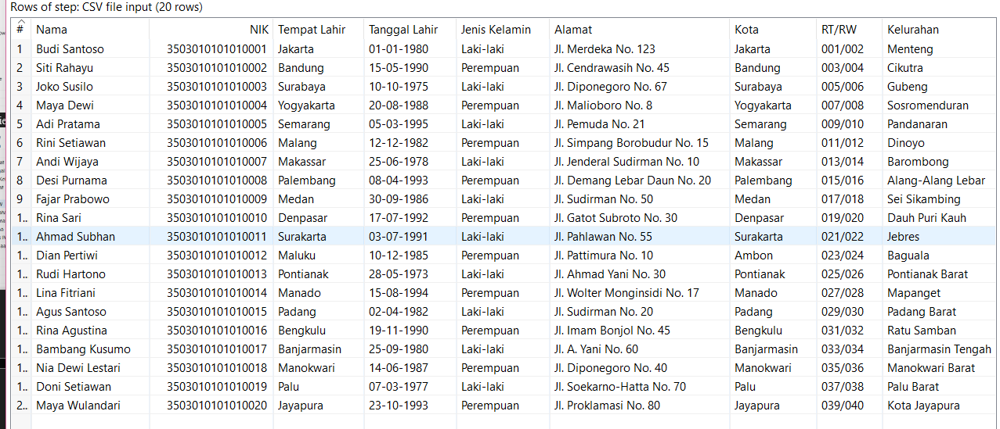 Rows of step: CSV file input (20 rows)
# Nama NIK Tempat Lahir Tanggal Lahir Jenis Kelamin Alamat Kota RT/RW Kelurahan
1 Budi Santoso 3503010101010001 Jakarta 01-01-1980 Laki-laki Jl. Merdeka No. 123 Jakarta 001/002 Menteng
2 Siti Rahayu 3503010101010002 Bandung 15-05-1990 Perempuan Jl. Cendrawasih No. 45 Bandung 003/004 Cikutra
3 Joko Susilo 3503010101010003 Surabaya 10-10-1975 Laki-laki Jl. Diponegoro No. 67 Surabaya 005/006 Gubeng
4 Maya Dewi 3503010101010004 Yogyakarta 20-08-1988 Perempuan Jl. Malioboro No. 8 Yogyakarta 007/008 Sosromenduran
5 Adi Pratama 3503010101010005 Semarang 05-03-1995 Laki-laki Jl. Pemuda No. 21 Semarang 009/010 Pandanaran
6 Rini Setiawan 3503010101010006 Malang 12-12-1982 Perempuan Jl. Simpang Borobudur No. 15 Malang 011/012 Dinoyo
7 Andi Wijaya 3503010101010007 Makassar 25-06-1978 Laki-laki Jl. Jenderal Sudirman No. 10 Makassar 013/014 Barombong
8 Desi Purnama 3503010101010008 Palembang 08-04-1993 Perempuan Jl. Demang Lebar Daun No. 20 Palembang 015/016 Alang-Alang Lebar
9 Fajar Prabowo 3503010101010009 Medan 30-09-1986 Laki-laki Jl. Sudirman No. 50 Medan 017/018 Sei Sikambing
1.. Rina Sari 3503010101010010 Denpasar 17-07-1992 Perempuan Jl. Gatot Subroto No. 30 Denpasar 019/020 Dauh Puri Kauh
1.. Ahmad Subhan 3503010101010011 Surakarta 03-07-1991 Laki-laki Jl. Pahlawan No. 55 Surakarta 021/022 Jebres
1.. Dian Pertiwi 3503010101010012 Maluku 10-12-1985 Perempuan Jl. Pattimura No. 10 Ambon 023/024 Baguala
1.. Rudi Hartono 3503010101010013 Pontianak 28-05-1973 Laki-laki Jl. Ahmad Yani No. 30 Pontianak 025/026 Pontianak Barat
1.. Lina Fitriani 3503010101010014 Manado 15-08-1994 Perempuan Jl. Wolter Monginsidi No. 17 Manado 027/028 Mapanget
1.. Agus Santoso 3503010101010015 Padang 02-04-1982 Laki-laki Jl. Sudirman No. 20 Padang 029/030 Padang Barat
1.. Rina Agustina 3503010101010016 Bengkulu 19-11-1990 Perempuan Jl. Imam Bonjol No. 45 Bengkulu 031/032 Ratu Samban
1.. Bambang Kusumo 3503010101010017 Banjarmasin 25-09-1980 Laki-laki Jl. A. Yani No. 60 Banjarmasin 033/034 Banjarmasin Tengah
1.. Nia Dewi Lestari 3503010101010018 Manokwari 14-06-1987 Perempuan Jl. Diponegoro No. 40 Manokwari 035/036 Manokwari Barat
1.. Doni Setiawan 3503010101010019 Palu 07-03-1977 Laki-laki Jl. Soekarno-Hatta No. 70 Palu 037/038 Palu Barat
2.. Maya Wulandari 3503010101010020 Jayapura 23-10-1993 Perempuan Jl. Proklamasi No. 80 Jayapura 039/040 Kota Jayapura